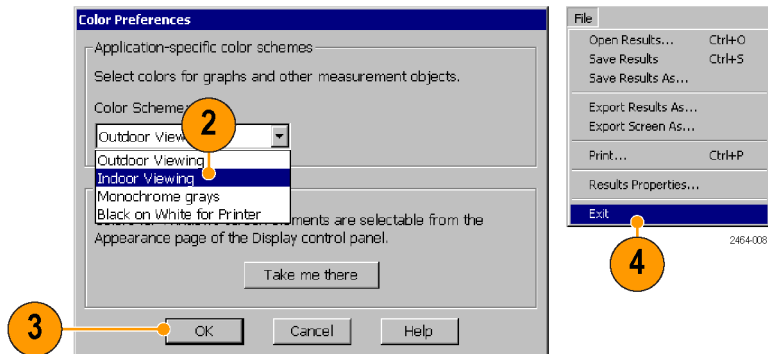 Color Preferences
Application-specific color schemes
Select colors for graphs and other measurement objects.
Color Scheme:
2
Outdoor View
Outdoor Viewing
Indoor Viewing
Monochrome grays
Black on White for Printer
elements are selectable from the
Appearance page of the Display control panel.
Take me there
3
OK
Cancel
Help
File
Open Results... Ctrl+O
Save Results Ctrl+S
Save Results As...
Export Results As...
Export Screen As...
Print... Ctrl+P
Results Properties...
Exit
4
2464-008